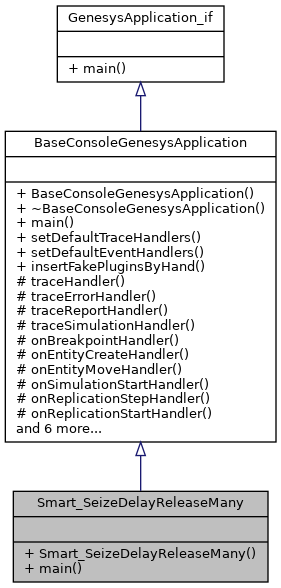 GenesysApplication_if
+ main()
BaseConsoleGenesysApplication
+ BaseConsoleGenesysApplication()
+ ~BaseConsoleGenesysApplication()
+ main()
+ setDefaultTraceHandlers()
+ setDefaultEventHandlers()
+ insertFakePluginsByHand()
# traceHandler()
# traceErrorHandler()
# traceReportHandler()
# traceSimulationHandler()
# onBreakpointHandler()
# onEntityCreateHandler()
# onEntityMoveHandler()
# onSimulationStartHandler()
# onReplicationStepHandler()
# onReplicationStartHandler()
and 6 more...
Smart_SeizeDelayReleaseMany
+ Smart_SeizeDelayReleaseMany()
+ main()